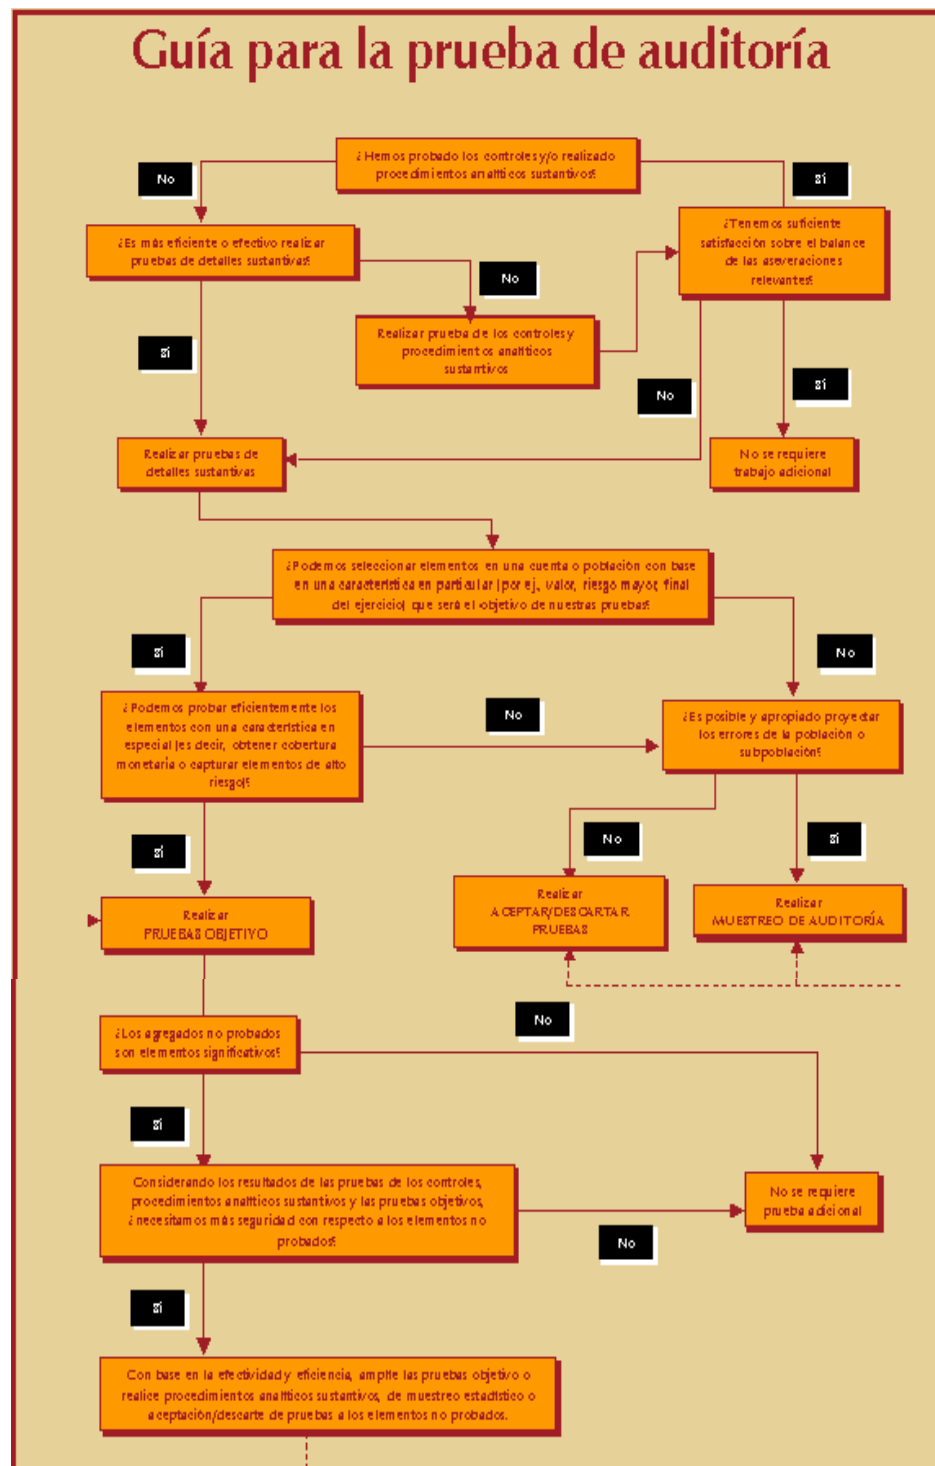 Guía para la prueba de auditoría
¿Hemos probado los controles y/o realizado
procedimientos analíticos sustantivos?
No
Sí
¿Es más eficiente o efectivo realizar
pruebas de detalles sustantivas?
¿Tenemos suficiente
satisfacción sobre el balance
de las aseveraciones
relevantes?
No
Realizar prueba de los controles y
procedimientos analíticos
sustantivos
Sí
No
Sí
Realizar pruebas de
detalles sustantivas
No se requiere
trabajo adicional
¿Podemos seleccionar elementos en una cuenta o población con base
en una característica en particular (por ej., valor, riesgo mayor, final
del ejercicio) que será el objetivo de nuestras pruebas?
Sí
No
¿Podemos probar eficientemente los
elementos con una característica en
especial (es decir, obtener cobertura
monetaria o capturar elementos de alto
riesgo)?
No
¿Es posible y apropiado proyectar
los errores de la población o
subpoblación?
Sí
No
Sí
Realizar
PRUEBAS OBJETIVO
Realizar
ACEPTAR/DESCARTAR
PRUEBAS
Realizar
MUESTREO DE AUDITORÍA
No
¿Los agregados no probados
son elementos significativos?
Sí
Considerando los resultados de las pruebas de los controles,
procedimientos analíticos sustantivos y las pruebas objetivos,
¿necesitamos más seguridad con respecto a los elementos no
probados?
No se requiere
prueba adicional
No
Sí
Con base en la efectividad y eficiencia, amplíe las pruebas objetivo o
realice procedimientos analíticos sustantivos, de muestreo estadístico o
aceptación/descarte de pruebas a los elementos no probados.